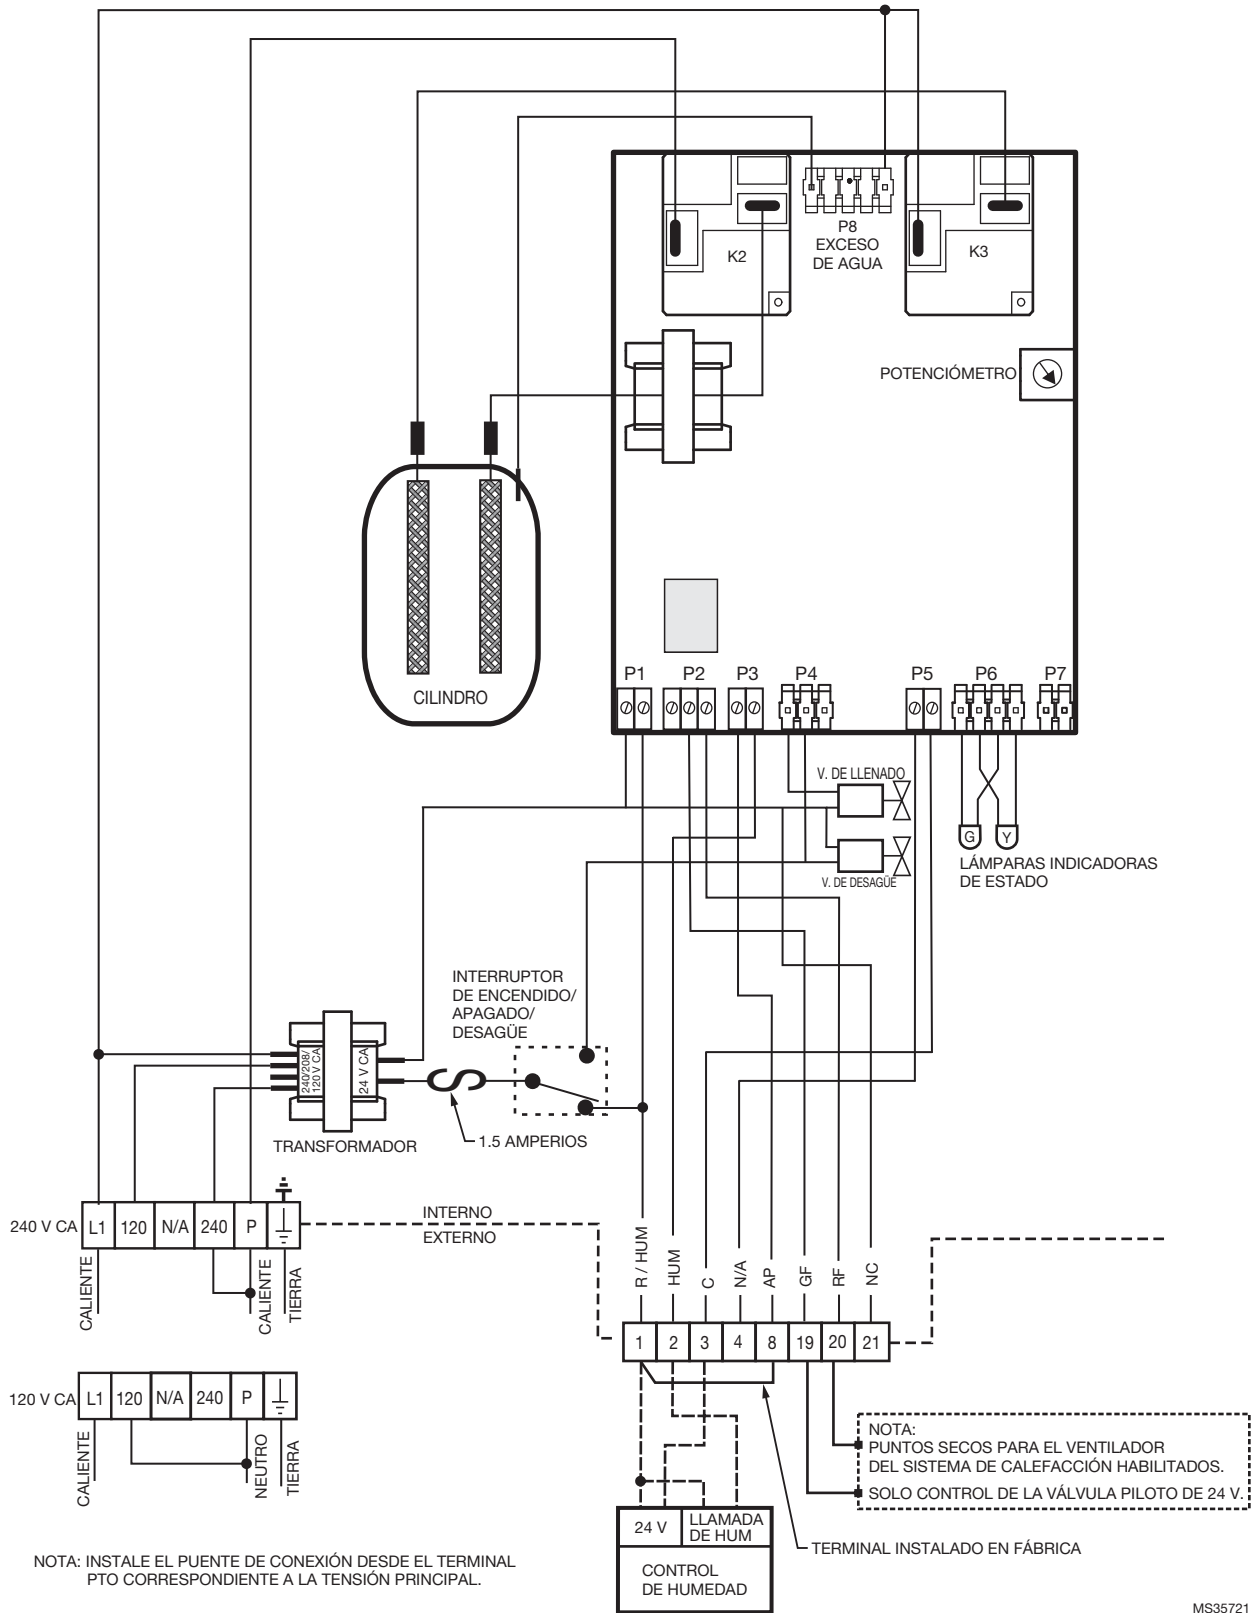 P8
EXCESO
DE AGUA
K2
K3
POTENCIÓMETRO
CILINDRO
P1
P2
P3
P4
P5
P6
P7
V. DE LLENADO
G
Y
LÁMPARAS INDICADORAS
DE ESTADO
V. DE DESAGÜE
INTERRUPTOR
DE ENCENDIDO/
APAGADO/
DESAGÜE
240/208/
120 V CA
24 V CA
TRANSFORMADOR
1.5 AMPERIOS
240 V CA
L1
120
N/A
240
P
INTERNO
EXTERNO
CALIENTE
CALIENTE
TIERRA
R / HUM
HUM
C
N/A
AP
GF
RF
NC
1
2
3
4
8
19
20
21
120 V CA
L1
120
N/A
240
P
CALIENTE
NEUTRO
TIERRA
NOTA:
PUNTOS SECOS PARA EL VENTILADOR
DEL SISTEMA DE CALEFACCIÓN HABILITADOS.
SOLO CONTROL DE LA VÁLVULA PILOTO DE 24 V.
24 V
LLAMADA
DE HUM
CONTROL
DE HUMEDAD
TERMINAL INSTALADO EN FÁBRICA
NOTA: INSTALE EL PUENTE DE CONEXIÓN DESDE EL TERMINAL
PTO CORRESPONDIENTE A LA TENSIÓN PRINCIPAL.
MS35721